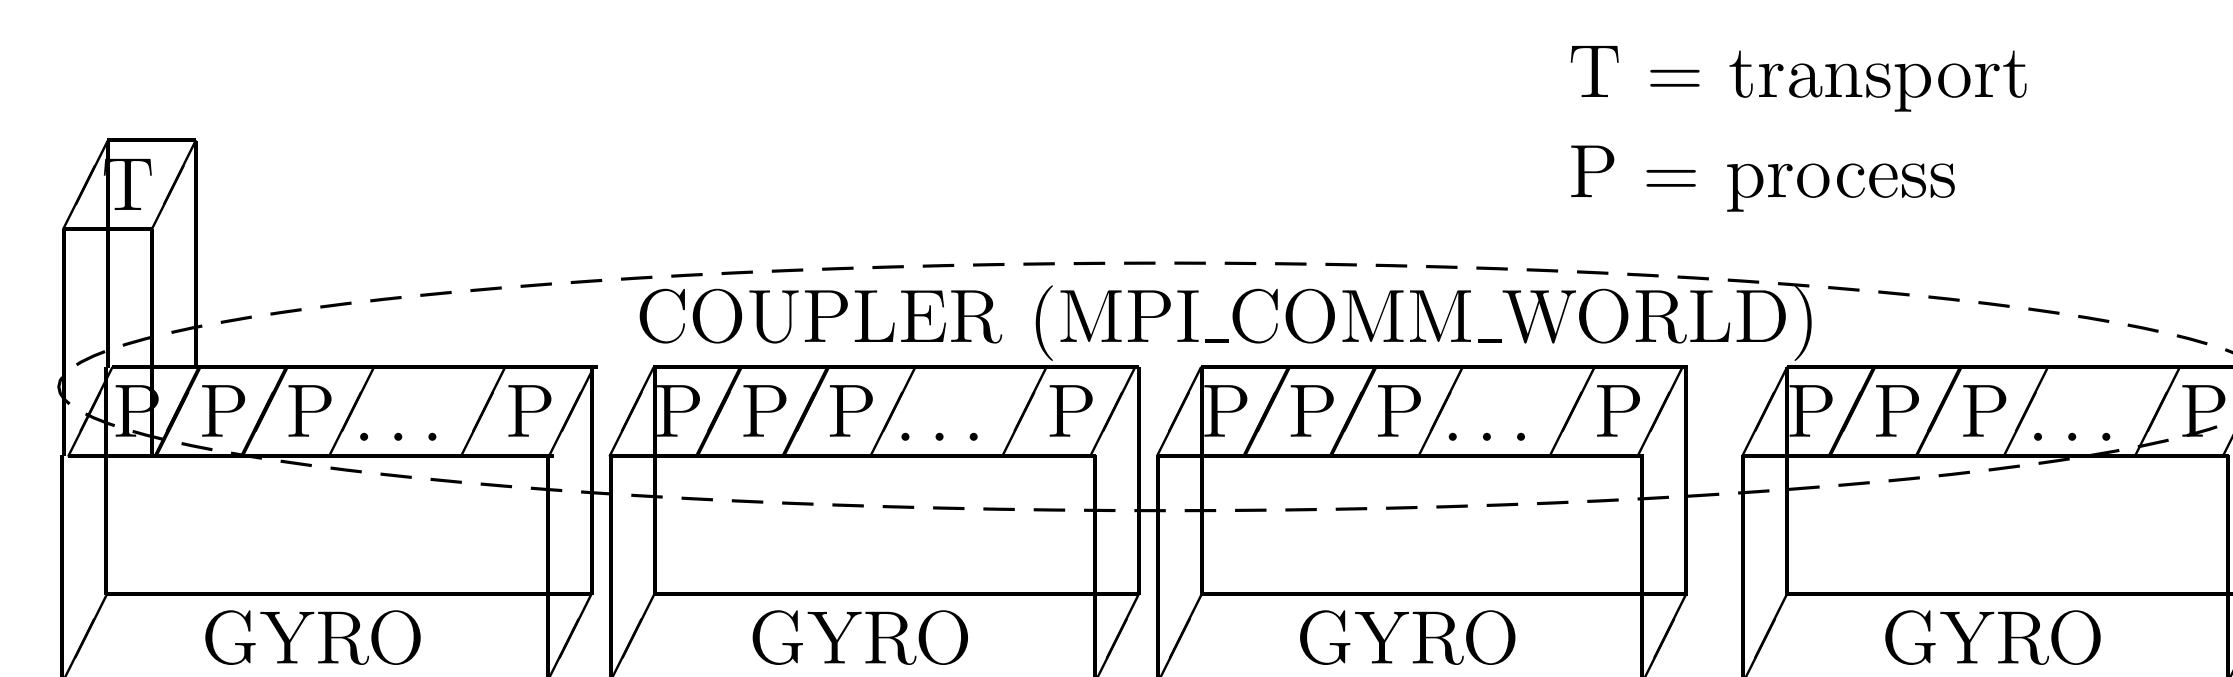 T = transport
P = process
T
COUPLER (MPI_COMM_WORLD)
P P P ... P P P P ... P P P P ... P P P P ... P
GYRO GYRO GYRO GYRO